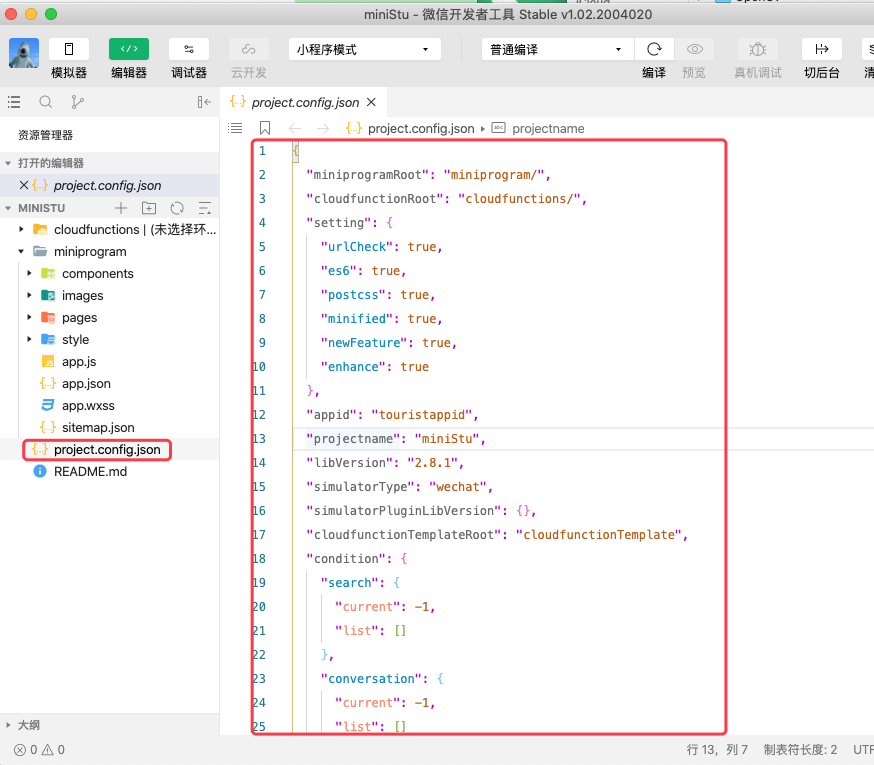 miniStu - 微信开发者工具 Stable v1.02.2004020
小程序模式
普通编译
模拟器 编辑器 调试器 云开发 编译 预览 真机调试 切后台
project.config.json
资源管理器
project.config.json projectname
打开的编辑器
project.config.json
MINISTU
cloudfunctions | (未选择环...
miniprogram
components
images
pages
style
app.js
app.json
app.wxss
sitemap.json
project.config.json
README.md
1 {
2 "miniprogramRoot": "miniprogram/",
3 "cloudfunctionRoot": "cloudfunctions/",
4 "setting": {
5 "urlCheck": true,
6 "es6": true,
7 "postcss": true,
8 "minified": true,
9 "newFeature": true,
10 "enhance": true
11 },
12 "appid": "touristappid",
13 "projectname": "miniStu",
14 "libVersion": "2.8.1",
15 "simulatorType": "wechat",
16 "simulatorPluginLibVersion": {},
17 "cloudfunctionTemplateRoot": "cloudfunctionTemplate",
18 "condition": {
19 "search": {
20 "current": -1,
21 "list": []
22 },
23 "conversation": {
24 "current": -1,
25 "list": []
大纲
0 0
行 13，列 7 制表符长度: 2 UTF